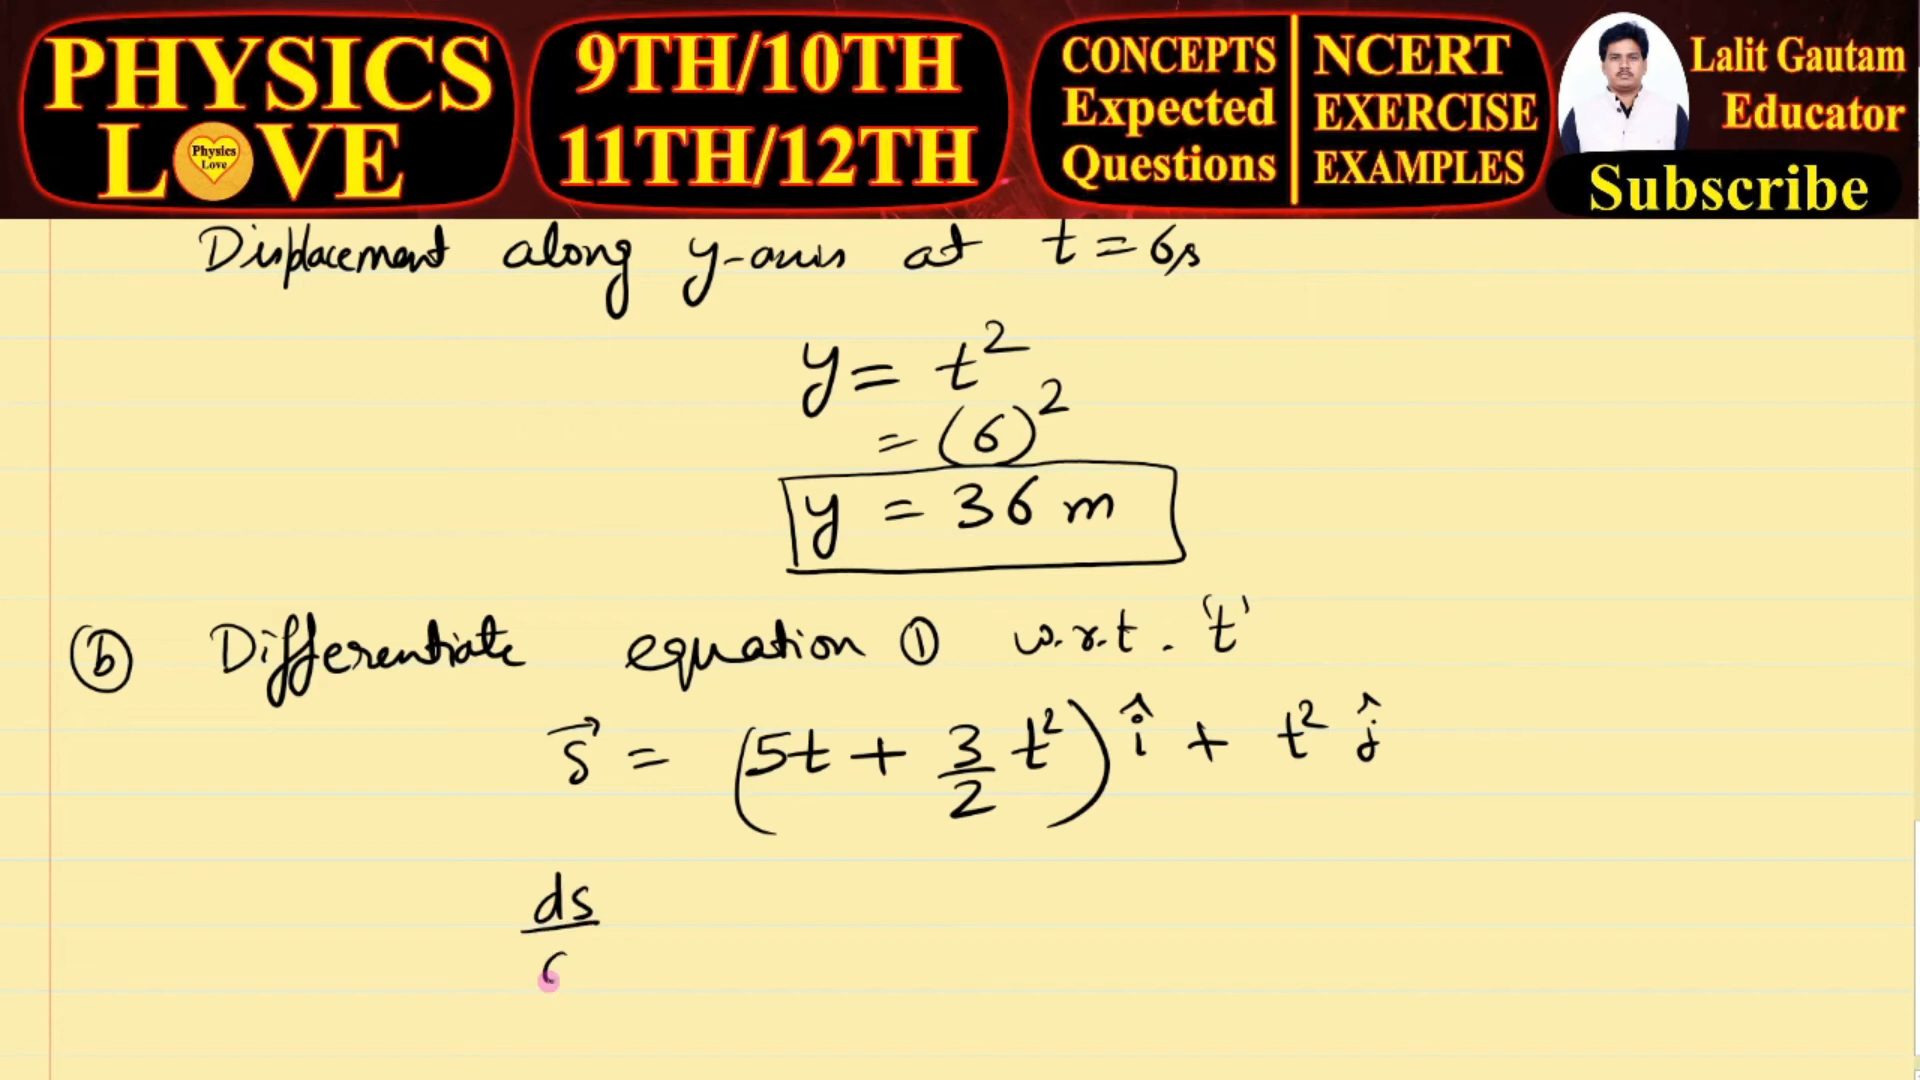 PHYSICS
LOVE
Physics
Love
9TH/10TH
11TH/12TH
CONCEPTS
Expected
Questions
NCERT
EXERCISE
EXAMPLES
Lalit Gautam
Educator
Subscribe
Displacement along y-axis at t = 6s
y = t²
= (6)²
y = 36 m
(b) Differentiate equation ① w.r.t. 't'
s⃗ = (5t + 3/2 t²) î + t² ĵ
ds